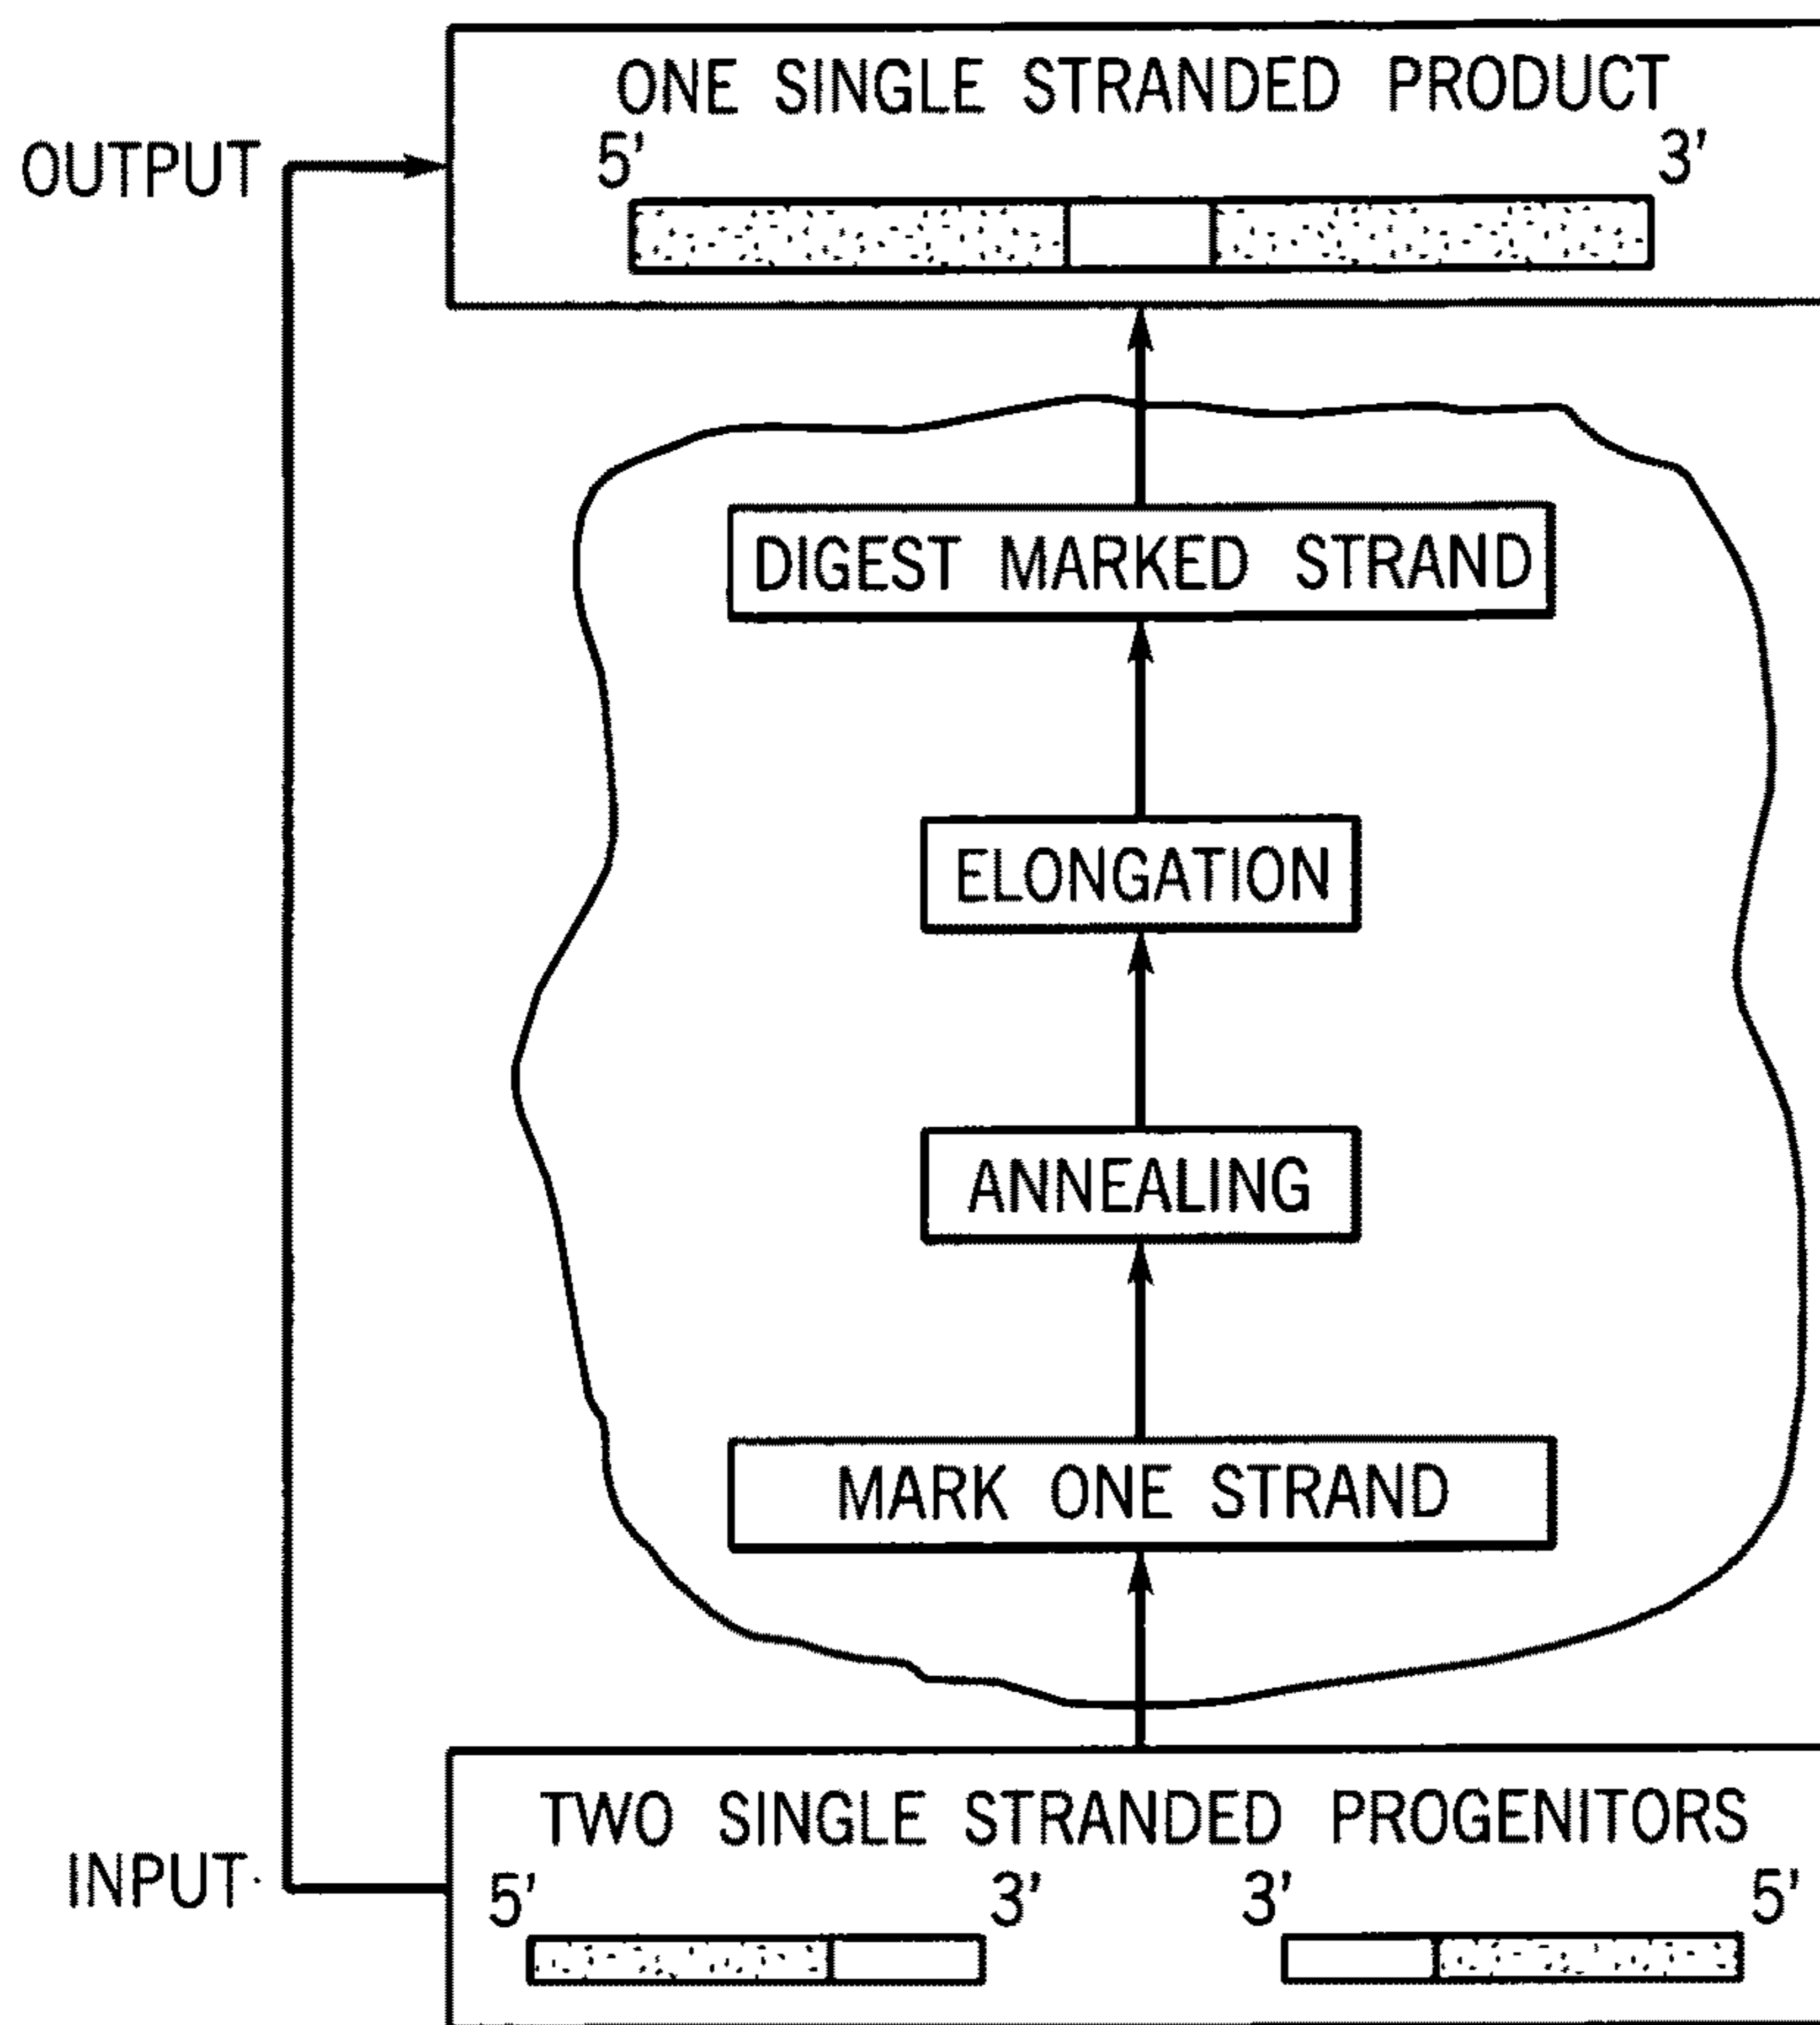 ONE SINGLE STRANDED PRODUCT
5' 3'
OUTPUT
DIGEST MARKED STRAND
ELONGATION
ANNEALING
MARK ONE STRAND
TWO SINGLE STRANDED PROGENITORS
INPUT
5' 3' 3' 5'